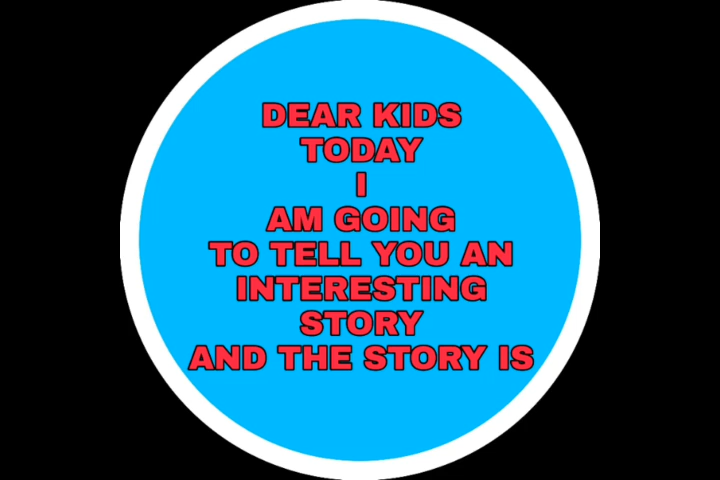 DEAR KIDS
TODAY
I
AM GOING
TO TELL YOU AN
INTERESTING
STORY
AND THE STORY IS